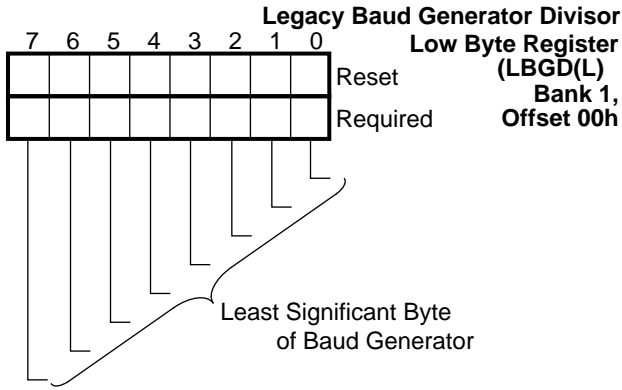 Legacy Baud Generator Divisor
Low Byte Register
(LBGD(L)
Bank 1,
Offset 00h
7 6 5 4 3 2 1 0
Reset
Required
Least Significant Byte
of Baud Generator